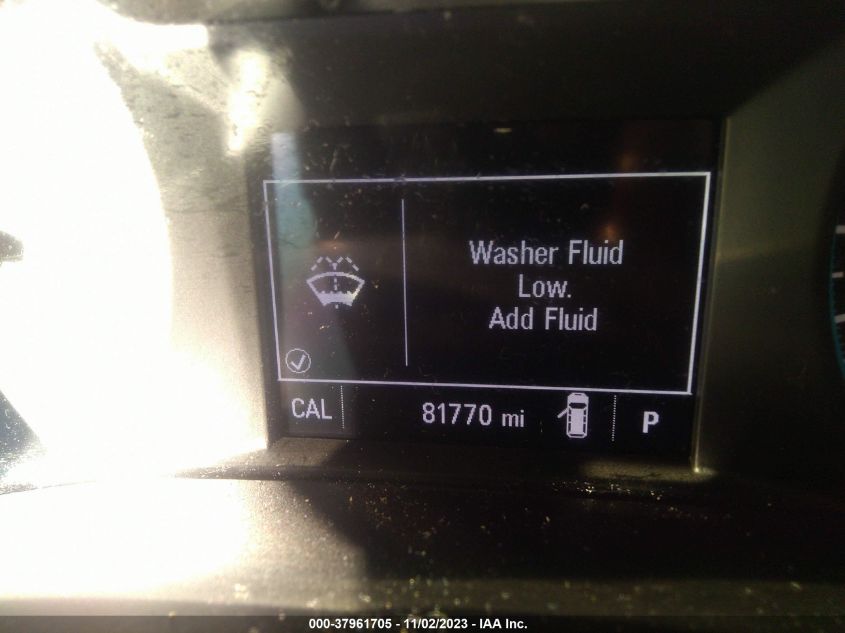 Washer Fluid
Low.
Add Fluid
CAL 81770 mi P
000-37961705 - 11/02/2023 - IAA Inc.